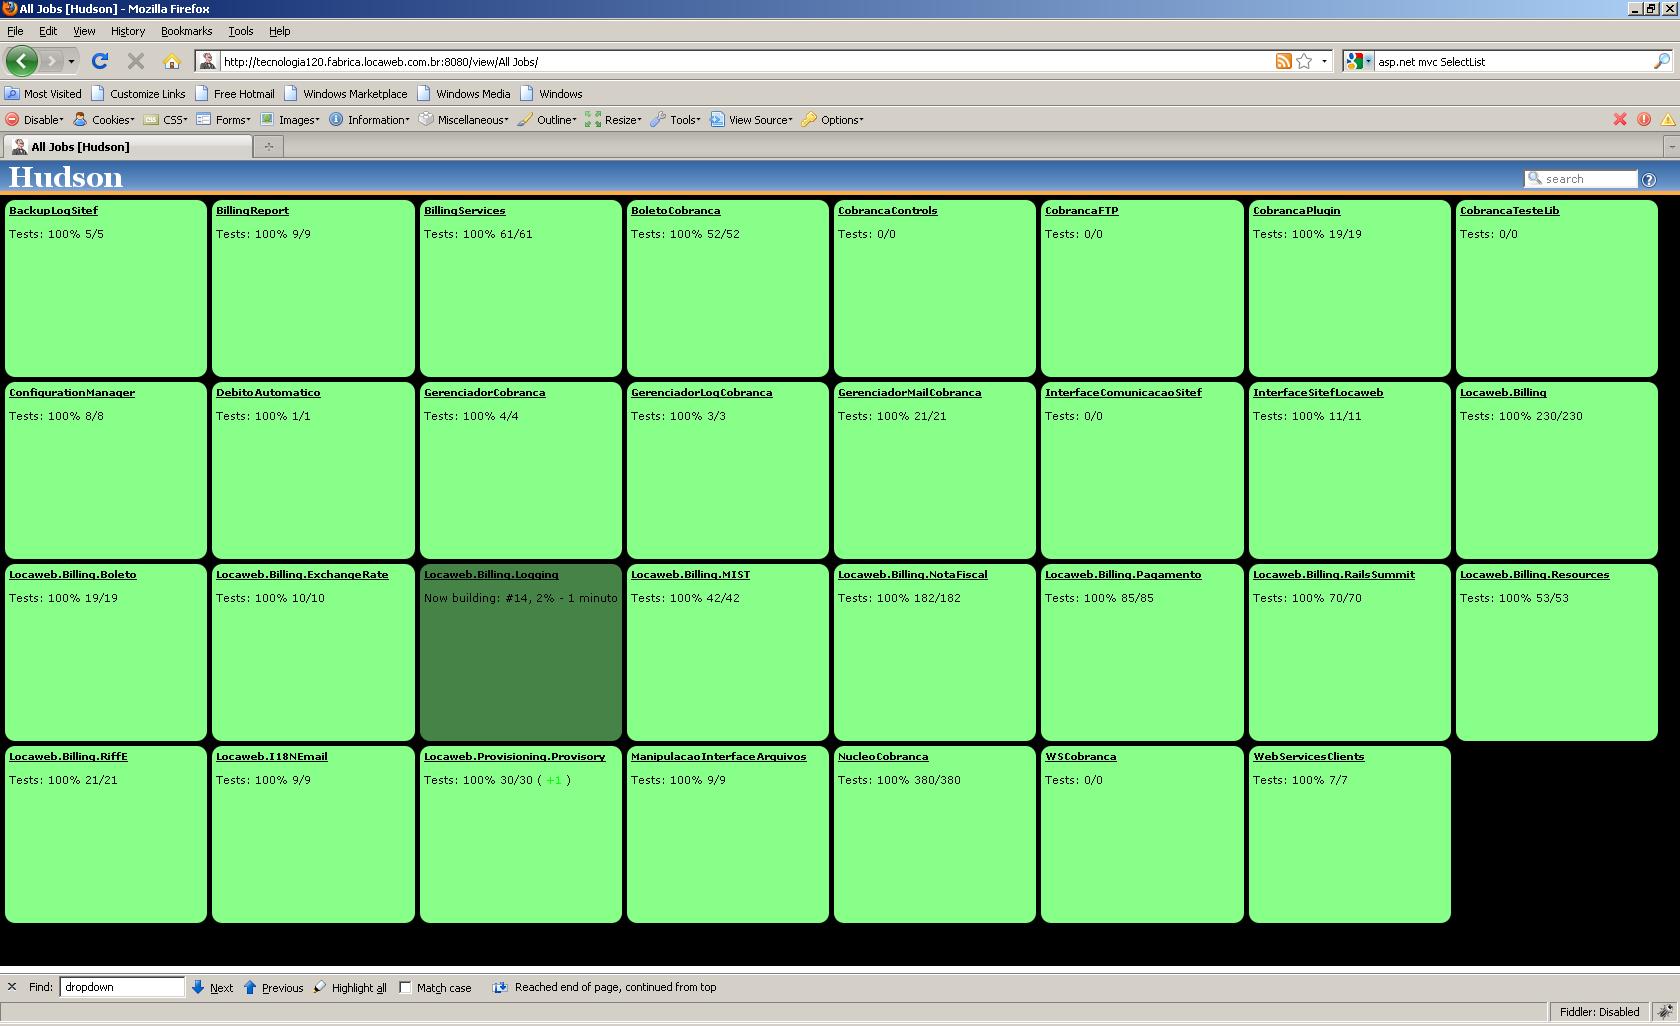 All Jobs [Hudson] - Mozilla Firefox
File Edit View History Bookmarks Tools Help
http://tecnologia120.fabrica.locaweb.com.br:8080/view/All Jobs/ asp.net mvc SelectList
Most Visited Customize Links Free Hotmail Windows Marketplace Windows Media Windows
Disable Cookies CSS Forms Images Information Miscellaneous Outline Resize Tools View Source Options
All Jobs [Hudson]
Hudson search
BackupLogSitef BillingReport BillingServices BoletoCobranca CobrancaControls CobrancaFTP CobrancaPlugin CobrancaTesteLib
Tests: 100% 5/5 Tests: 100% 9/9 Tests: 100% 61/61 Tests: 100% 52/52 Tests: 0/0 Tests: 0/0 Tests: 100% 19/19 Tests: 0/0
ConfigurationManager DebitoAutomatico GerenciadorCobranca GerenciadorLogCobranca GerenciadorMailCobranca InterfaceComunicacaoSitef InterfaceSitefLocaweb Locaweb.Billing
Tests: 100% 8/8 Tests: 100% 1/1 Tests: 100% 4/4 Tests: 100% 3/3 Tests: 100% 21/21 Tests: 0/0 Tests: 100% 11/11 Tests: 100% 230/230
Locaweb.Billing.Boleto Locaweb.Billing.ExchangeRate Locaweb.Billing.Logging Locaweb.Billing.MIST Locaweb.Billing.NotaFiscal Locaweb.Billing.Pagamento Locaweb.Billing.RailsSummit Locaweb.Billing.Resources
Tests: 100% 19/19 Tests: 100% 10/10 Now building: #14, 2% - 1 minuto Tests: 100% 42/42 Tests: 100% 182/182 Tests: 100% 85/85 Tests: 100% 70/70 Tests: 100% 53/53
Locaweb.Billing.RiffE Locaweb.I18NEmail Locaweb.Provisioning.Provisory ManipulacaoInterfaceArquivos NucleoCobranca WSCobranca WebServicesClients
Tests: 100% 21/21 Tests: 100% 9/9 Tests: 100% 30/30 ( +1 ) Tests: 100% 9/9 Tests: 100% 380/380 Tests: 0/0 Tests: 100% 7/7
Find: dropdown Next Previous Highlight all Match case Reached end of page, continued from top
Fiddler: Disabled